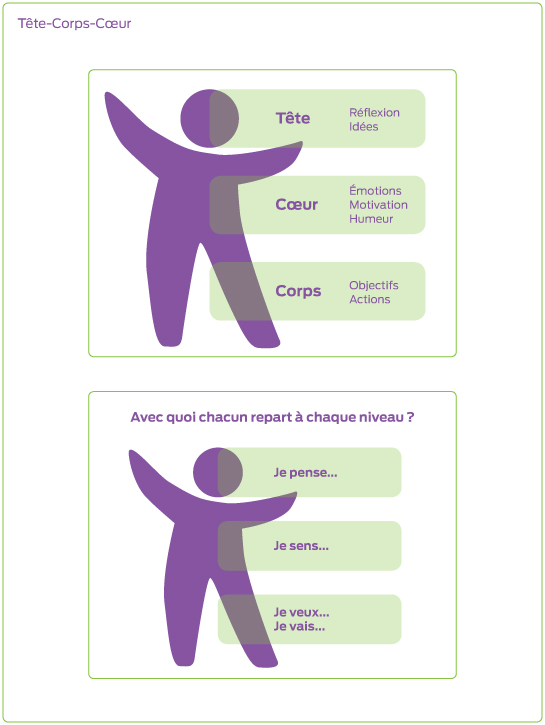 Tête-Corps-Cœur
Tête
Réflexion
Idées
Cœur
Émotions
Motivation
Humeur
Corps
Objectifs
Actions
Avec quoi chacun repart à chaque niveau ?
Je pense...
Je sens...
Je veux...
Je vais...